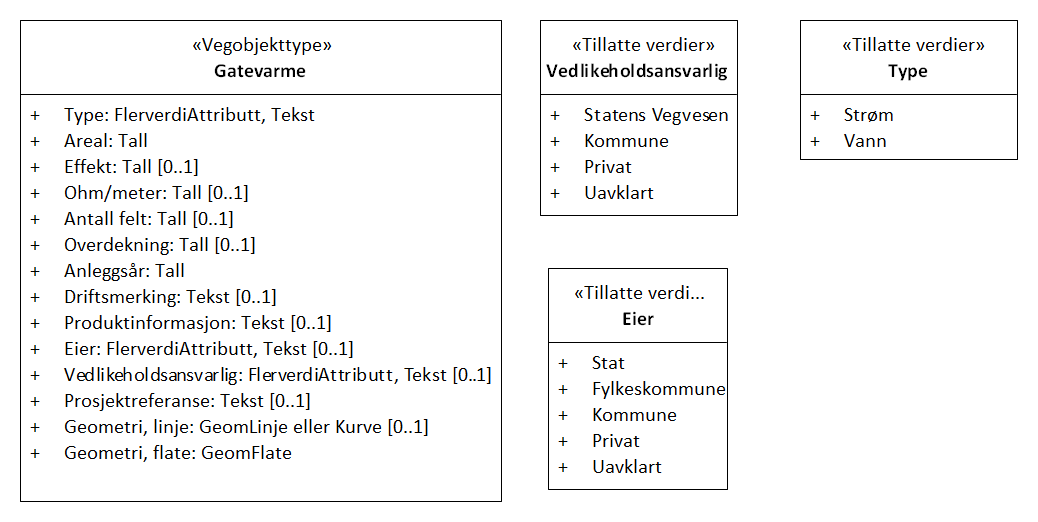 «Vegobjekttype»
Gatevarme
+ Type: FlerverdiAttributt, Tekst
+ Areal: Tall
+ Effekt: Tall [0..1]
+ Ohm/meter: Tall [0..1]
+ Antall felt: Tall [0..1]
+ Overdekning: Tall [0..1]
+ Anleggsår: Tall
+ Driftsmerking: Tekst [0..1]
+ Produktinformasjon: Tekst [0..1]
+ Eier: FlerverdiAttributt, Tekst [0..1]
+ Vedlikeholdsansvarlig: FlerverdiAttributt, Tekst [0..1]
+ Prosjektreferanse: Tekst [0..1]
+ Geometri, linje: GeomLinje eller Kurve [0..1]
+ Geometri, flate: GeomFlate
«Tillatte verdier»
Vedlikeholdsansvarlig
+ Statens Vegvesen
+ Kommune
+ Privat
+ Uavklart
«Tillatte verdier»
Type
+ Strøm
+ Vann
«Tillatte verdi...
Eier
+ Stat
+ Fylkeskommune
+ Kommune
+ Privat
+ Uavklart